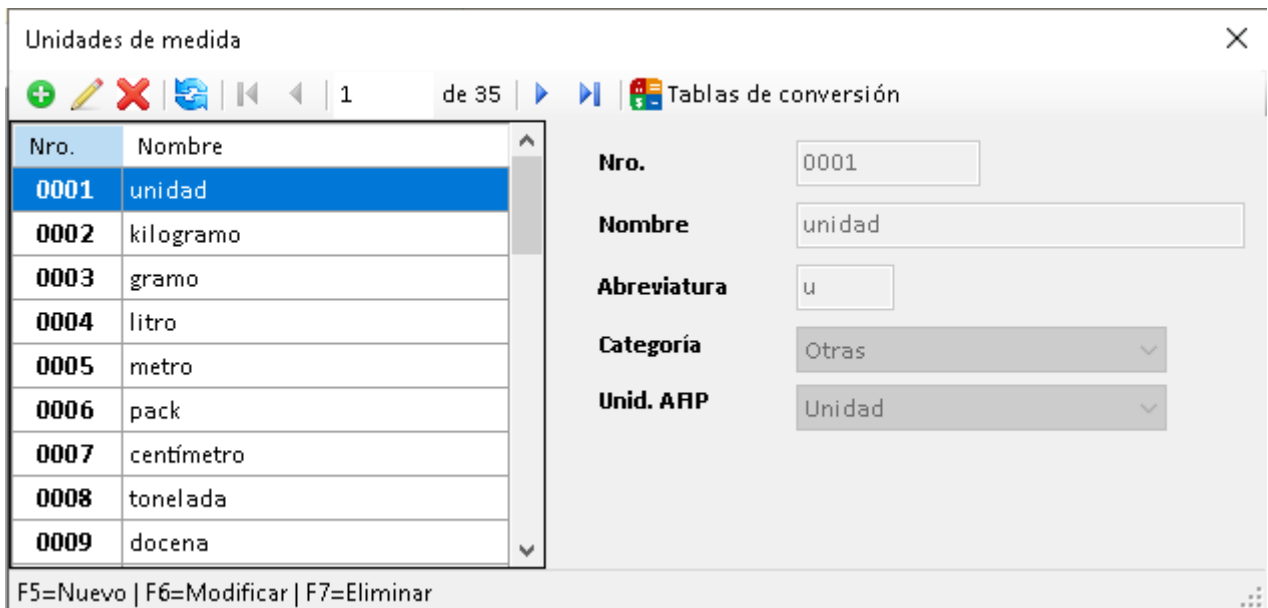 Unidades de medida
1 de 35 Tablas de conversión
Nro. Nombre
0001 unidad
0002 kilogramo
0003 gramo
0004 litro
0005 metro
0006 pack
0007 centímetro
0008 tonelada
0009 docena
Nro. 0001
Nombre unidad
Abreviatura u
Categoría Otras
Unid. AFIP Unidad
F5=Nuevo | F6=Modificar | F7=Eliminar